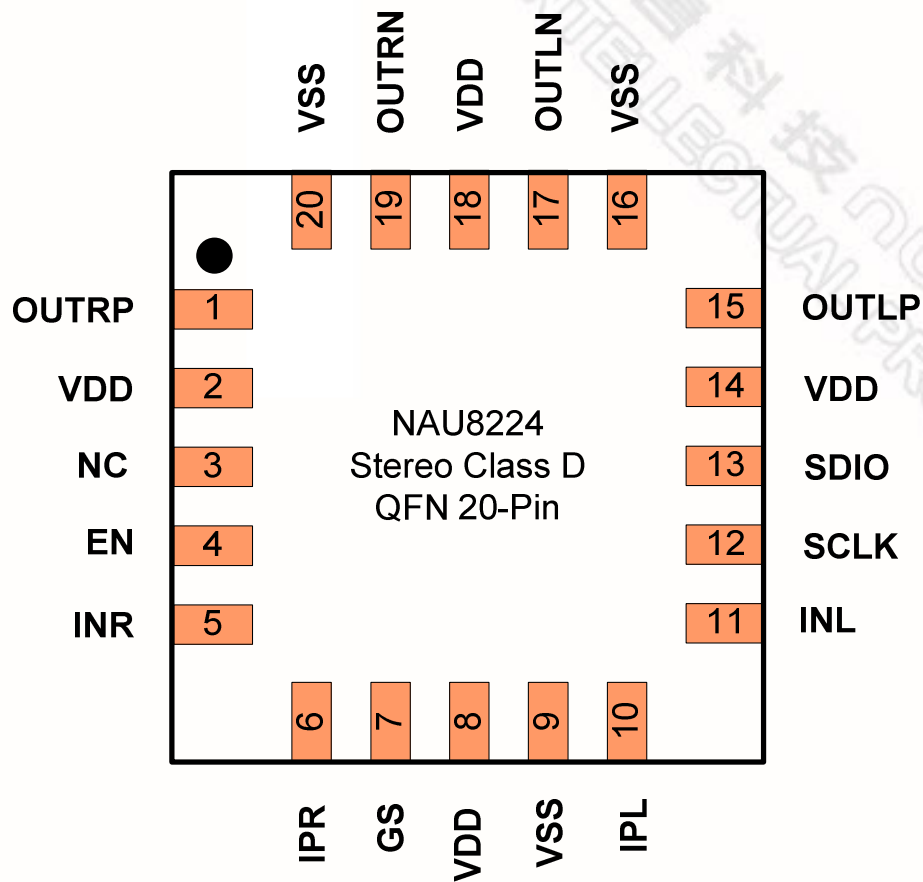 VSS
OUTRN
VDD
OUTLN
VSS
20
19
18
17
16
OUTRP
1
15
OUTLP
VDD
2
14
VDD
NC
3
13
SDIO
EN
4
12
SCLK
INR
5
11
INL
NAU8224
Stereo Class D
QFN 20-Pin
6
7
8
9
10
IPR
GS
VDD
VSS
IPL
科技